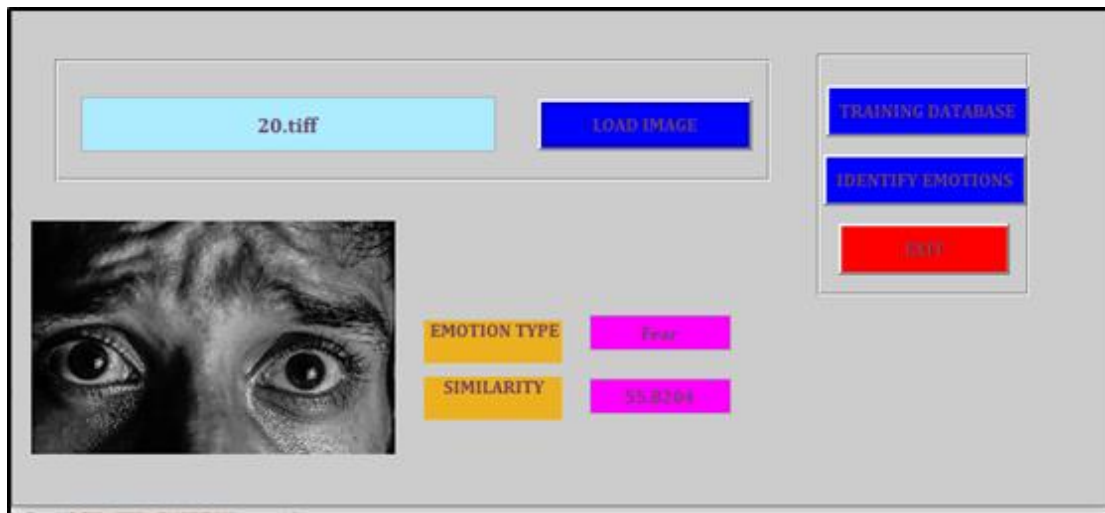 20.tiff
LOAD IMAGE
TRAINING DATABASE
IDENTIFY EMOTIONS
EXIT
EMOTION TYPE
Fear
SIMILARITY
55.8204